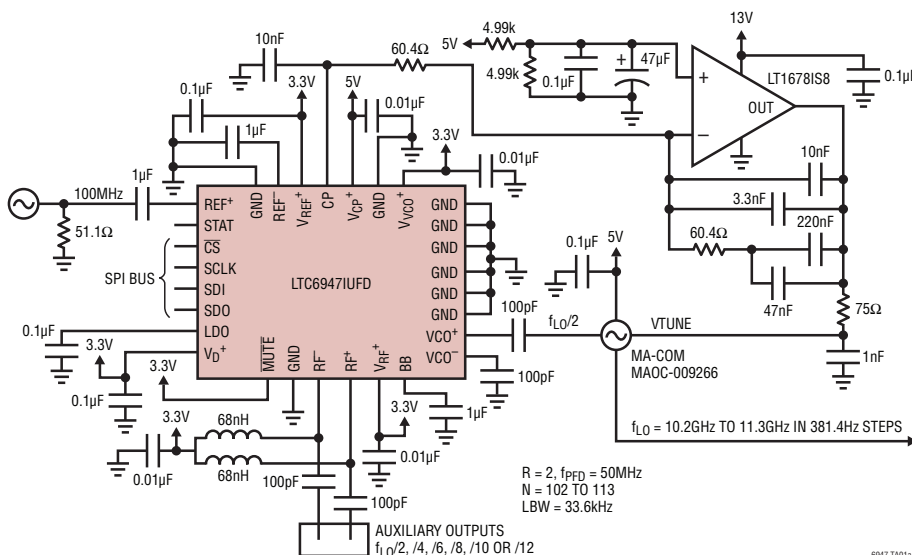 13V
10nF
60.4Ω
5V
4.99k
4.99k
0.1µF
+
47µF
+
–
OUT
LT1678IS8
0.1µF
0.1µF
3.3V
5V
0.01µF
1µF
3.3V
0.01µF
10nF
3.3nF
220nF
60.4Ω
47nF
75Ω
100MHz
1µF
51.1Ω
SPI BUS
GND
REF–
VREF+
CP
VCP+
GND
VVCO+
REF+
STAT
CS
SCLK
SDI
SDO
LDO
VD+
LTC6947IUFD
GND
GND
GND
GND
GND
GND
VCO+
VCO–
MUTE
GND
RF–
RF+
VRF+
BB
0.1µF
5V
100pF
fLO/2
VTUNE
1nF
MA-COM
MAOC-009266
100pF
0.1µF
3.3V
0.1µF
3.3V
3.3V
1µF
0.01µF
3.3V
68nH
68nH
0.01µF
100pF
100pF
fLO = 10.2GHz TO 11.3GHz IN 381.4Hz STEPS
R = 2, fPFD = 50MHz
N = 102 TO 113
LBW = 33.6kHz
AUXILIARY OUTPUTS
fLO/2, /4, /6, /8, /10 OR /12
6947 TA01a